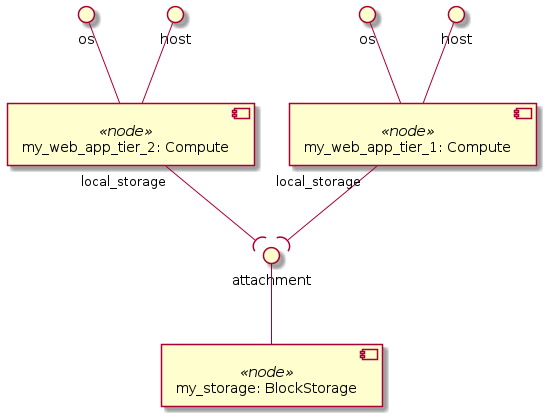 os
host
os
host
«node»
my_web_app_tier_2: Compute
«node»
my_web_app_tier_1: Compute
local_storage
local_storage
attachment
«node»
my_storage: BlockStorage